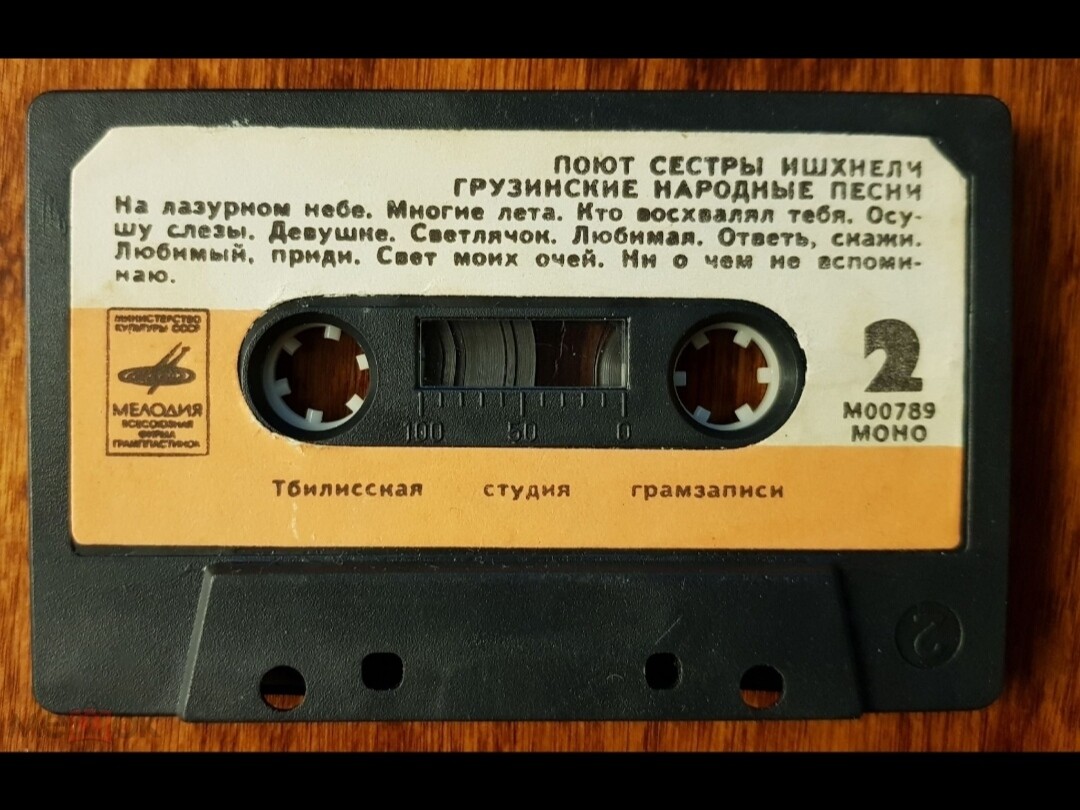 ПОЮТ СЕСТРЫ ИШХНЕЛИ
ГРУЗИНСКИЕ НАРОДНЫЕ ПЕСНИ
На лазурном небе. Многие лета. Кто восхвалял тебя. Осу-
шу слезы. Девушке. Светлячок. Любимая. Ответь, скажи.
Любимый, приди. Свет моих очей. Ни о чем не вспоми-
наю.
МИНИСТЕРСТВО
КУЛЬТУРЫ СССР
МЕЛОДИЯ
ВСЕСОЮЗНАЯ
ФИРМА
ГРАМПЛАСТИНОК
100 50 0
2
М00789
МОНО
Тбилисская студия грамзаписи
2